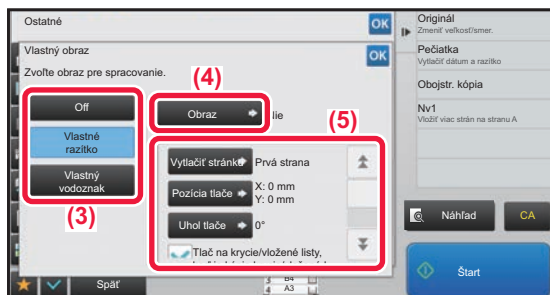 Ostatné
OK
Vlastný obraz
OK
Zvoľte obraz pre spracovanie.
(4)
Off
Obraz
lie
(5)
Vlastné
razítko
Vytlačiť stránk
Prvá strana
Vlastný
vodoznak
Pozícia tlače
X: 0 mm
Y: 0 mm
(3)
Uhol tlače
0°
Tlač na krycie/vložené listy,
Späť
B4
A3
Originál
Zmeniť veľkosť/smer.
Pečiatka
Vytlačiť dátum a razítko
Obojstr. kópia
Nv1
Vložiť viac strán na stranu A
Náhľad
CA
Štart